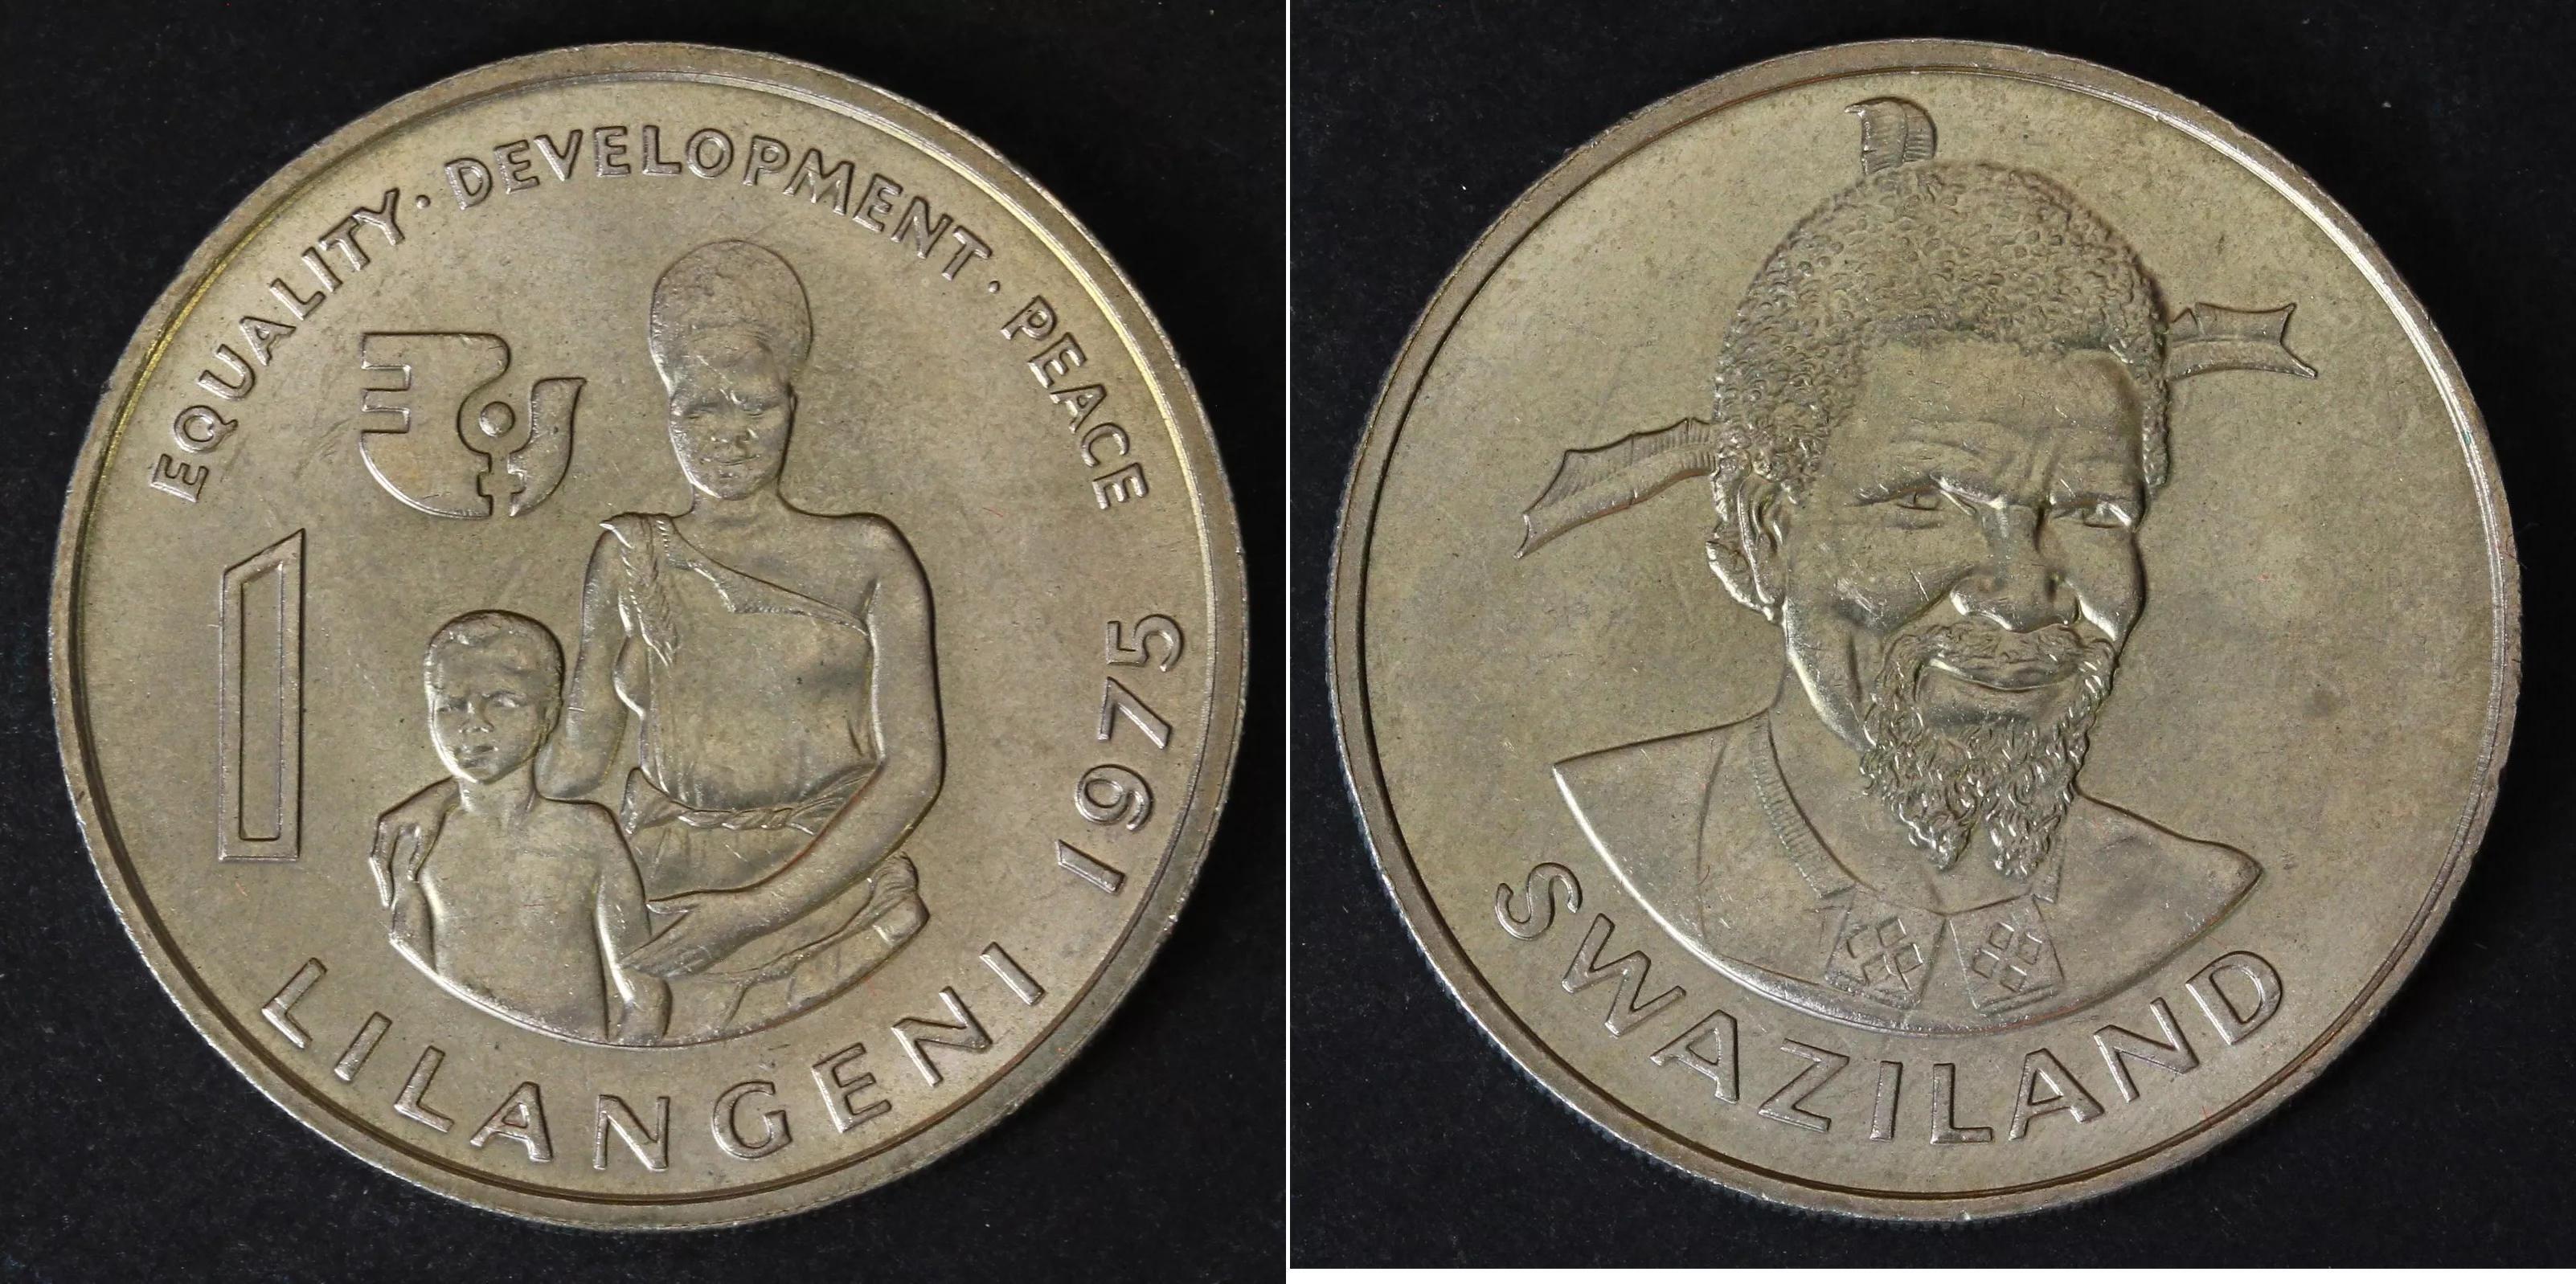 EQUALITY · DEVELOPMENT · PEACE
1
1975
LILANGENI
SWAZILAND